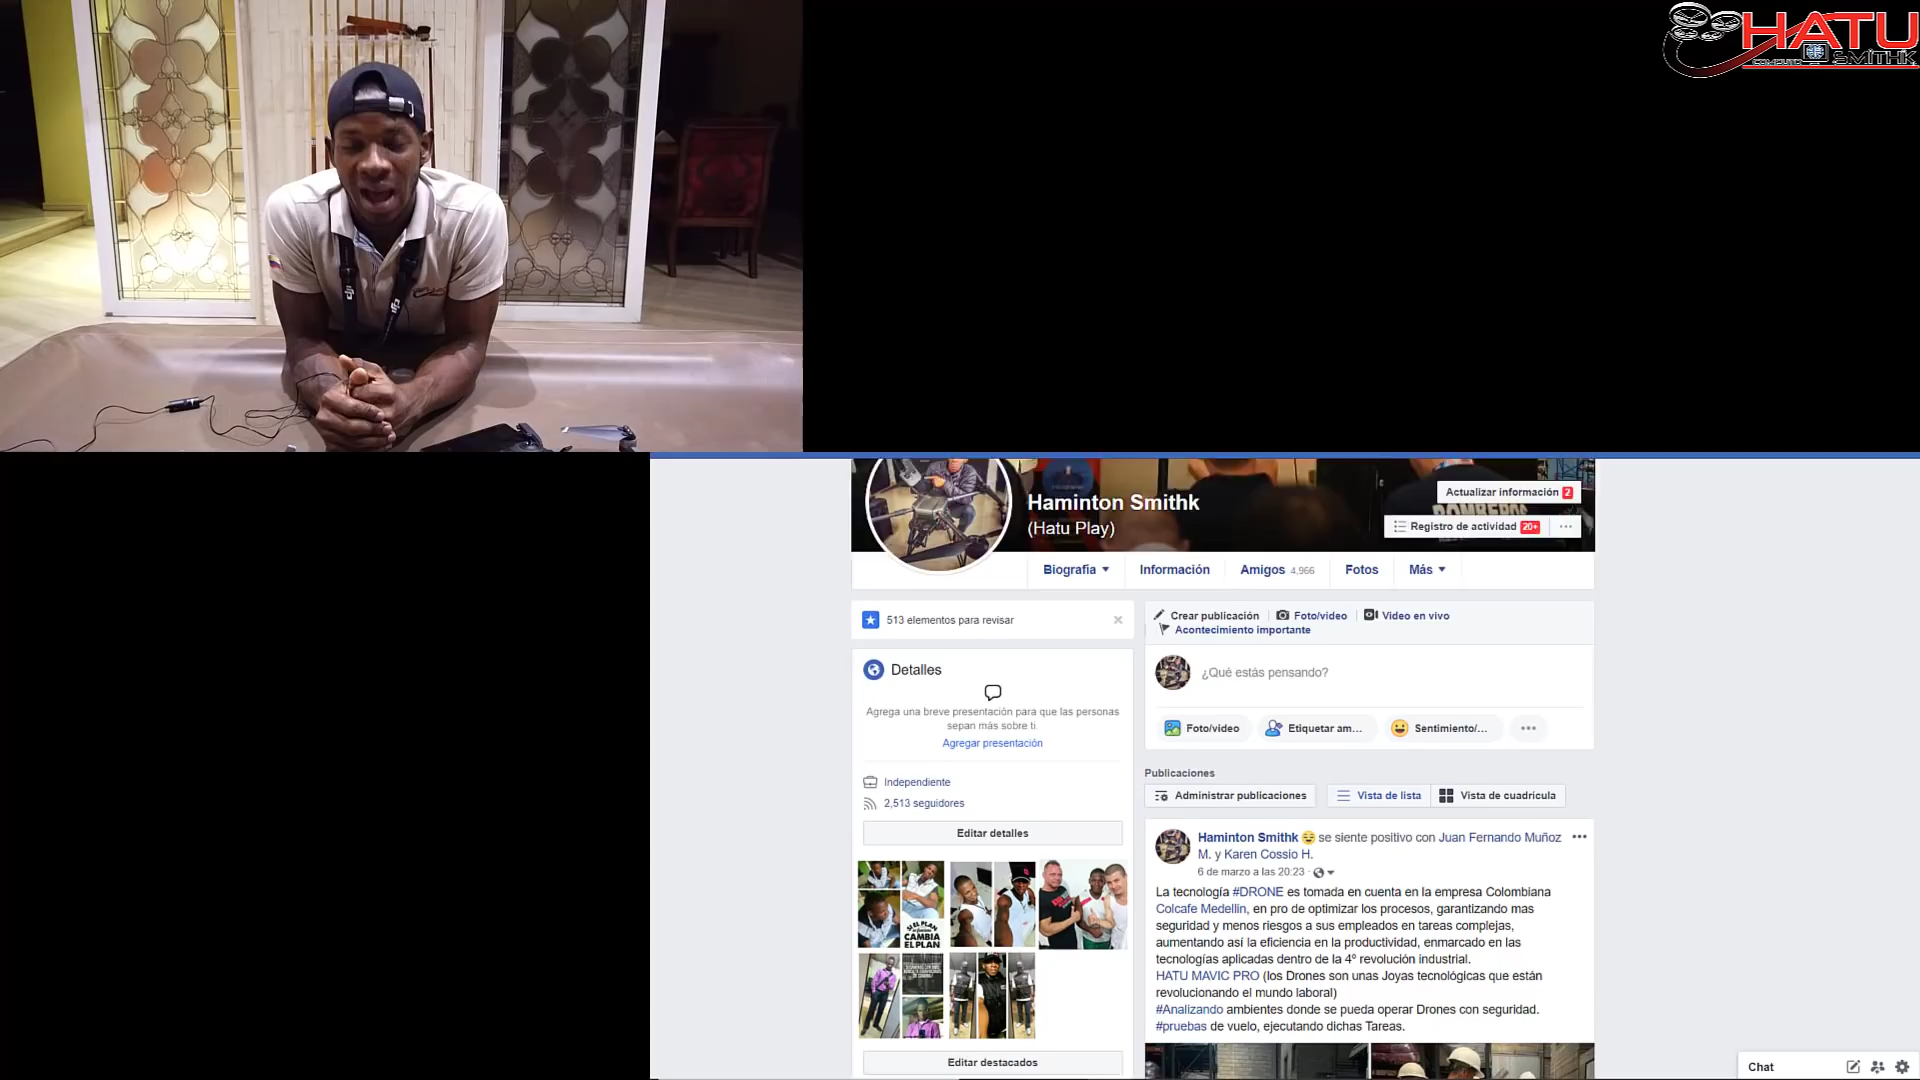 HATU
COMPUTO
SMITHK
dji
dji
Haminton Smithk
(Hatu Play)
Actualizar información 2
BOMBEROS
Registro de actividad 20+
Biografía
Información
Amigos 4,966
Fotos
Más
513 elementos para revisar
Detalles
Agrega una breve presentación para que las personas
sepan más sobre ti.
Agregar presentación
Independiente
2,513 seguidores
Editar detalles
SI EL PLAN
CAMBIA
EL PLAN
Editar destacados
Crear publicación
Foto/video
Video en vivo
Acontecimiento importante
¿Qué estás pensando?
Foto/video
Etiquetar am...
Sentimiento/...
Publicaciones
Administrar publicaciones
Vista de lista
Vista de cuadrícula
Haminton Smithk se siente positivo con Juan Fernando Muñoz
M. y Karen Cossio H.
6 de marzo a las 20:23 ·
La tecnología #DRONE es tomada en cuenta en la empresa Colombiana
Colcafe Medellin, en pro de optimizar los procesos, garantizando mas
seguridad y menos riesgos a sus empleados en tareas complejas,
aumentando así la eficiencia en la productividad, enmarcado en las
tecnologías aplicadas dentro de la 4º revolución industrial.
HATU MAVIC PRO (los Drones son unas Joyas tecnológicas que están
revolucionando el mundo laboral)
#Analizando ambientes donde se pueda operar Drones con seguridad.
#pruebas de vuelo, ejecutando dichas Tareas.
Chat